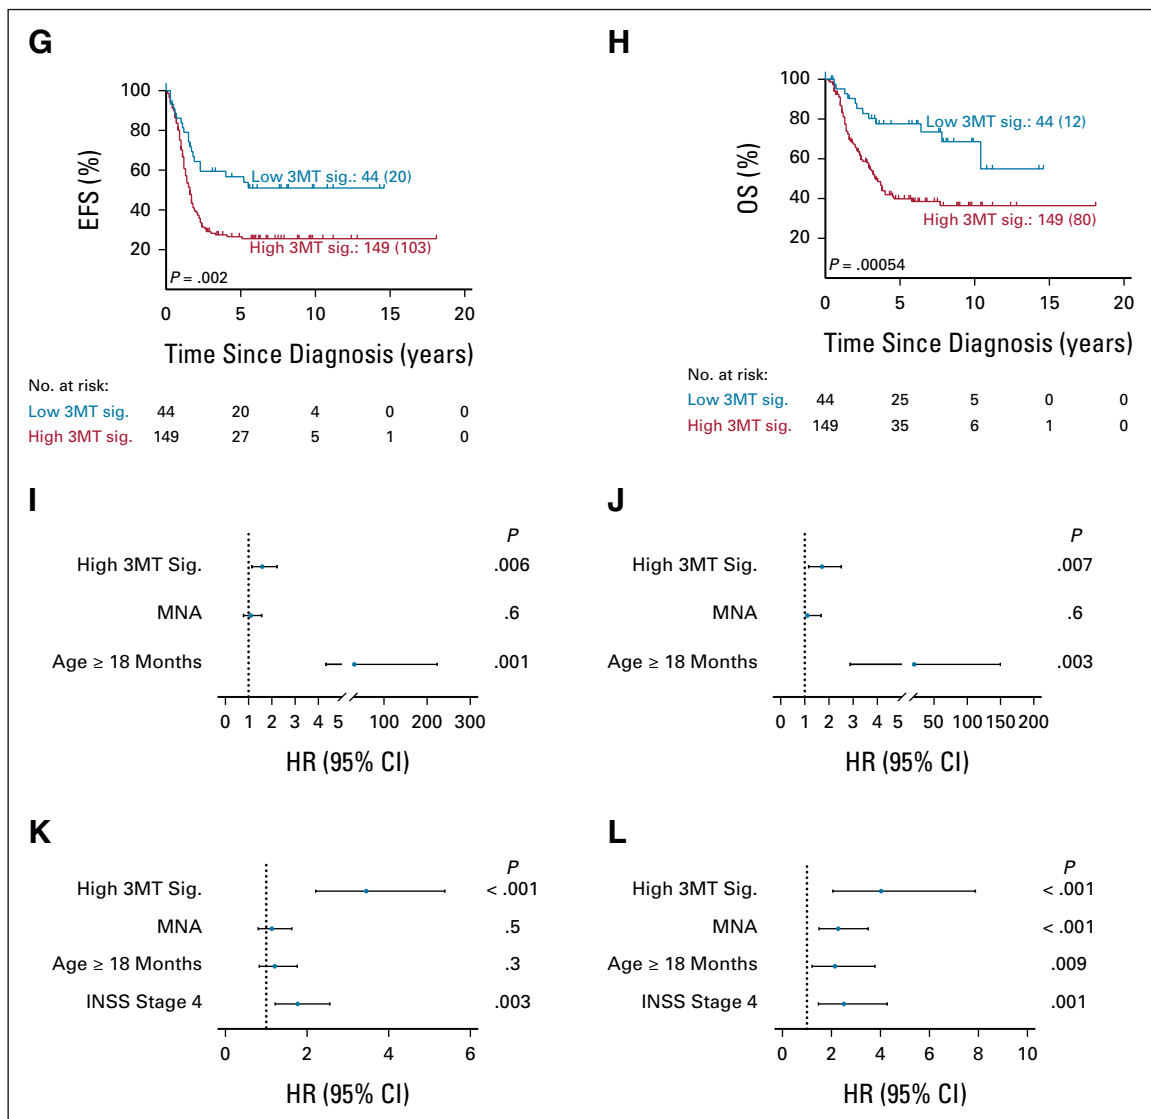 G
100
80
60
40
20
EFS (%)
Low 3MT sig.: 44 (20)
High 3MT sig.: 149 (103)
P = .002
0 5 10 15 20
Time Since Diagnosis (years)
No. at risk:
Low 3MT sig. 44 20 4 0 0
High 3MT sig. 149 27 5 1 0
H
100
80
60
40
20
OS (%)
Low 3MT sig.: 44 (12)
High 3MT sig.: 149 (80)
P = .00054
0 5 10 15 20
Time Since Diagnosis (years)
No. at risk:
Low 3MT sig. 44 25 5 0 0
High 3MT sig. 149 35 6 1 0
I
P
High 3MT Sig. .006
MNA .6
Age ≥ 18 Months .001
0 1 2 3 4 5 100 200 300
HR (95% CI)
J
P
High 3MT Sig. .007
MNA .6
Age ≥ 18 Months .003
0 1 2 3 4 5 50 100 150 200
HR (95% CI)
K
P
High 3MT Sig. < .001
MNA .5
Age ≥ 18 Months .3
INSS Stage 4 .003
0 2 4 6
HR (95% CI)
L
P
High 3MT Sig. < .001
MNA < .001
Age ≥ 18 Months .009
INSS Stage 4 .001
0 2 4 6 8 10
HR (95% CI)